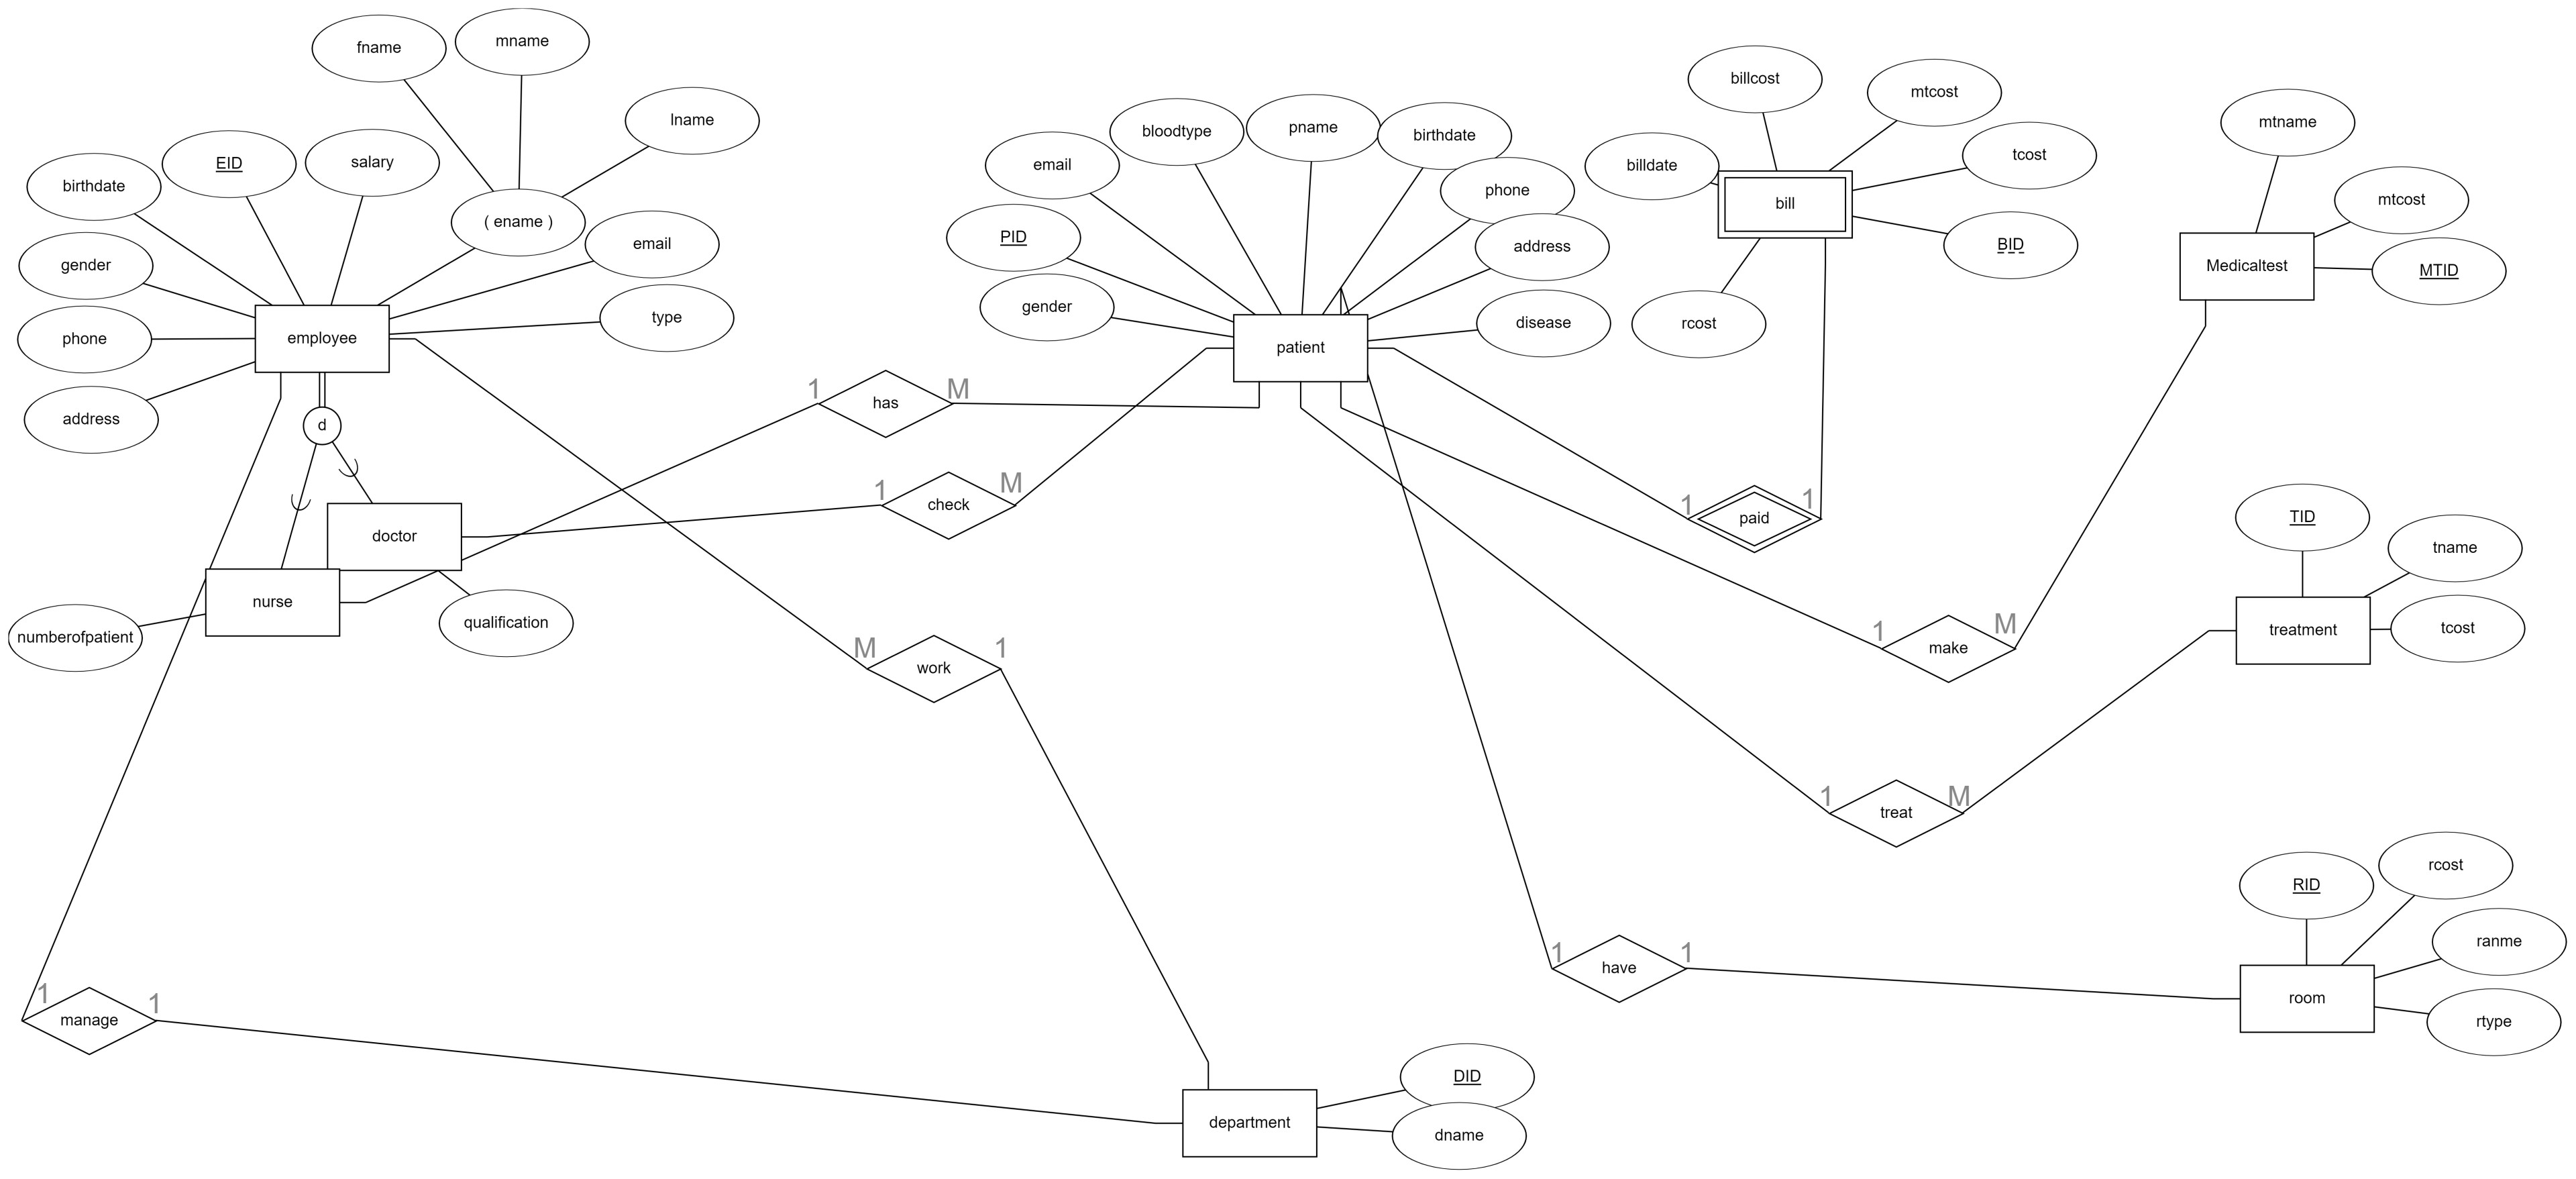 fname
mname
lname
EID
salary
birthdate
( ename )
email
gender
type
phone
employee
address
d
doctor
nurse
numberofpatient
qualification
1
has
M
1
check
M
M
work
1
1
manage
1
email
bloodtype
pname
birthdate
phone
PID
address
gender
disease
patient
billcost
mtcost
billdate
tcost
bill
BID
rcost
1
paid
1
mtname
mtcost
Medicaltest
MTID
1
make
M
TID
tname
treatment
tcost
1
treat
M
RID
rcost
ranme
room
rtype
1
have
1
DID
department
dname